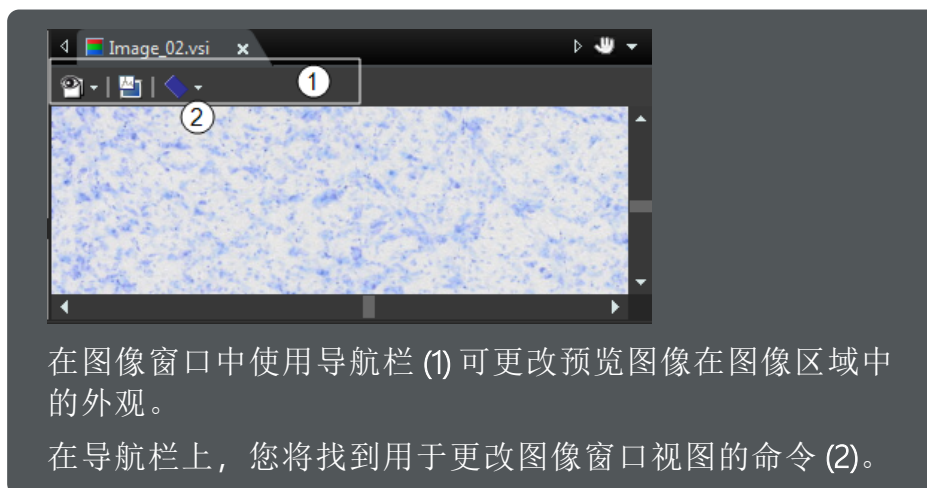 Image_02.vsi
1
2
在图像窗口中使用导航栏 (1) 可更改预览图像在图像区域中
的外观。
在导航栏上，您将找到用于更改图像窗口视图的命令 (2)。